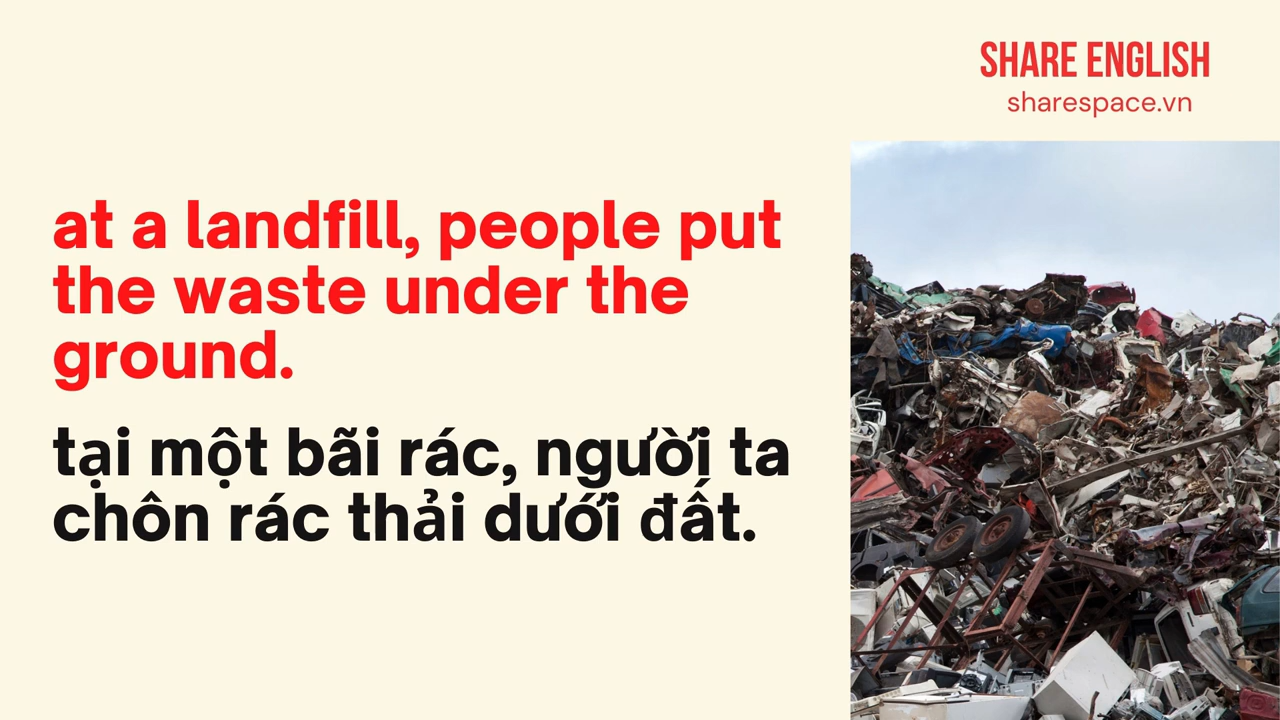 SHARE ENGLISH
sharespace.vn
at a landfill, people put
the waste under the
ground.
tại một bãi rác, người ta
chôn rác thải dưới đất.